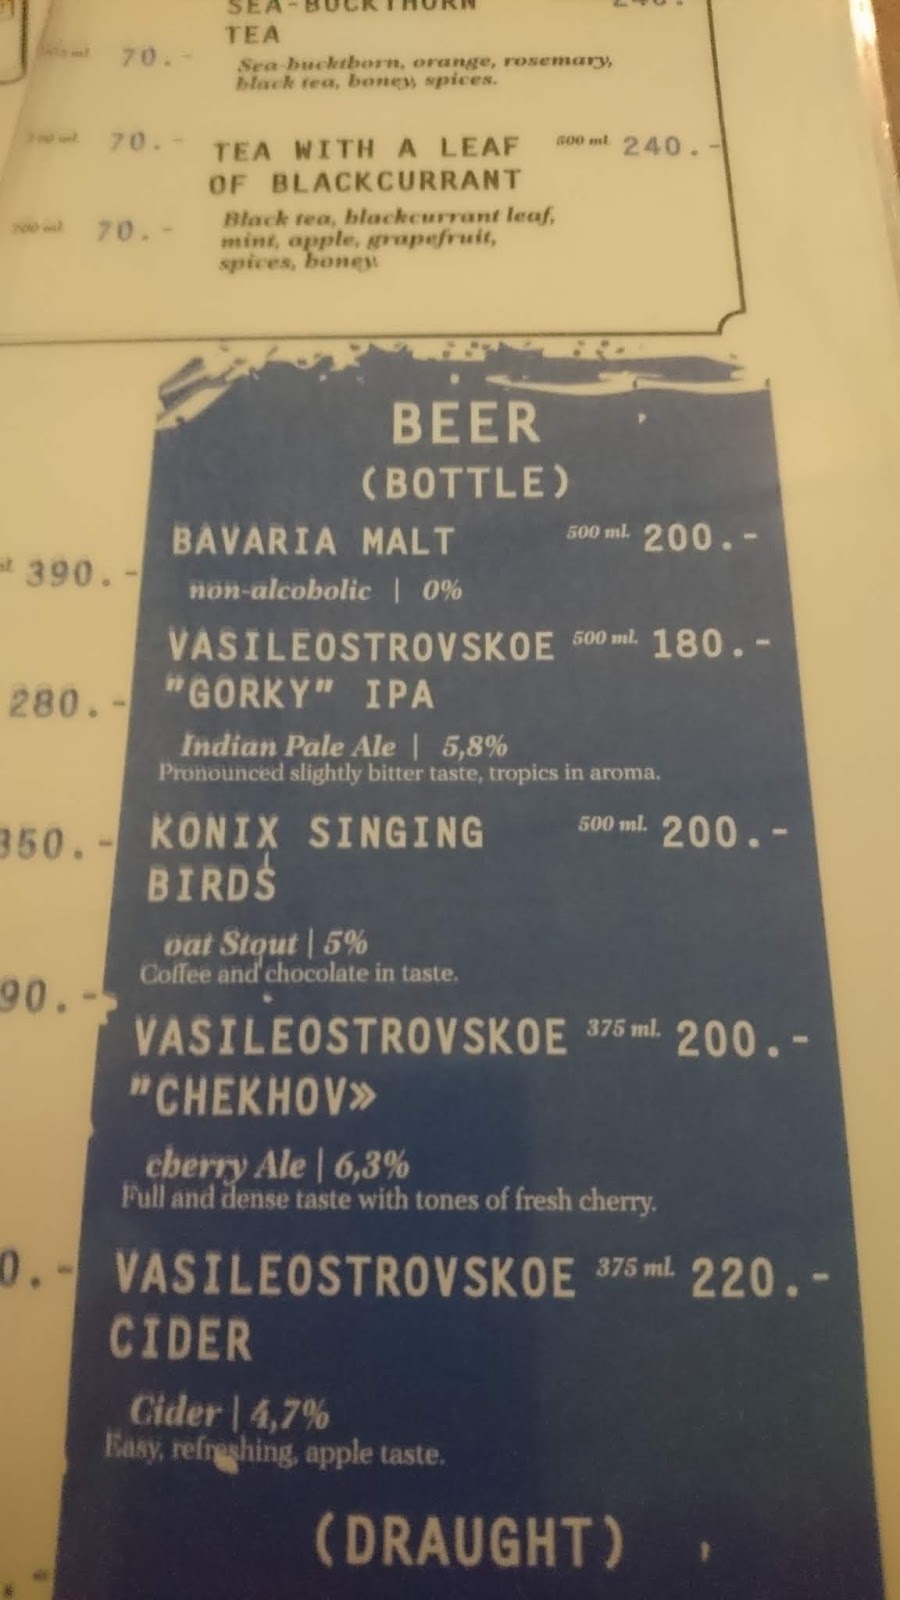 SEA-BUCKTHORN
TEA
Sea-buckthorn, orange, rosemary,
black tea, honey, spices.
70.-
70.-
200 ml 70.-
TEA WITH A LEAF 500 ml 240.-
OF BLACKCURRANT
Black tea, blackcurrant leaf,
mint, apple, grapefruit,
spices, honey.
390.-
280.-
350.-
90.-
0.-
BEER
(BOTTLE)
BAVARIA MALT 500 ml. 200.-
non-alcoholic | 0%
VASILEOSTROVSKOE 500 ml. 180.-
"GORKY" IPA
Indian Pale Ale | 5,8%
Pronounced slightly bitter taste, tropics in aroma.
KONIX SINGING 500 ml. 200.-
BIRDS
oat Stout | 5%
Coffee and chocolate in taste.
VASILEOSTROVSKOE 375 ml. 200.-
"CHEKHOV»
cherry Ale | 6,3%
Full and dense taste with tones of fresh cherry.
VASILEOSTROVSKOE 375 ml. 220.-
CIDER
Cider | 4,7%
Easy, refreshing, apple taste.
(DRAUGHT)